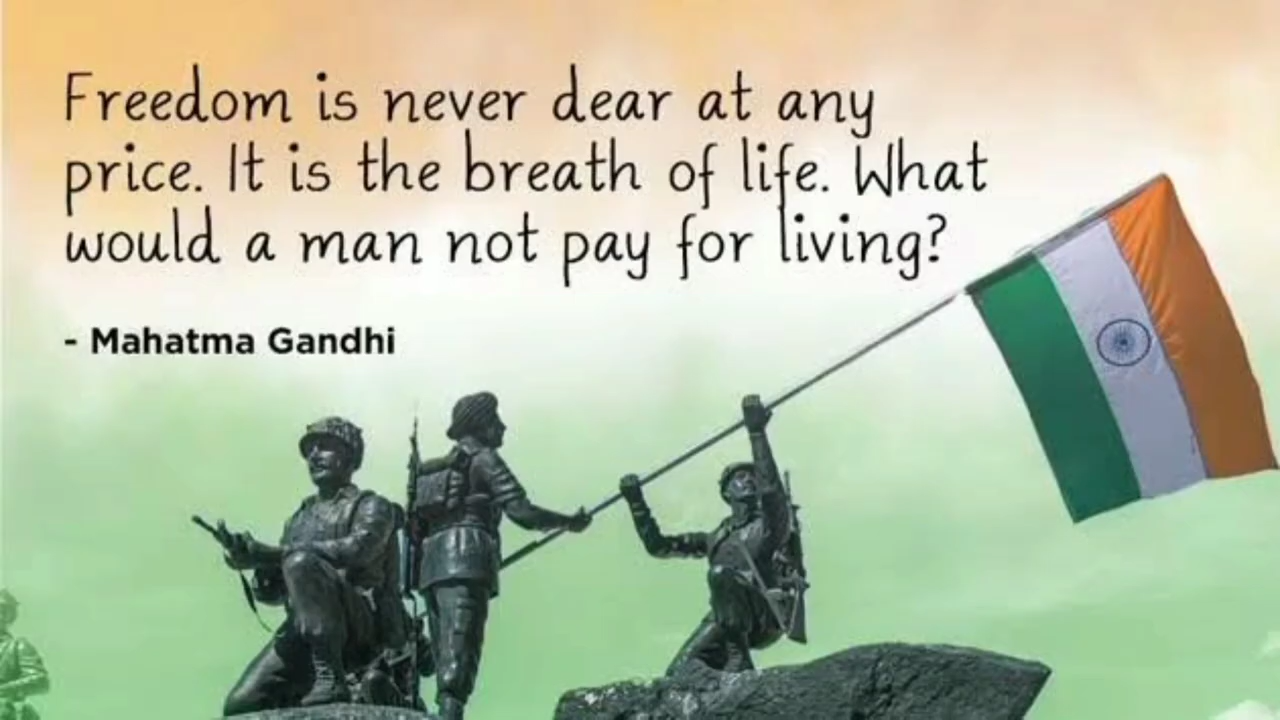 Freedom is never dear at any
price. It is the breath of life. What
would a man not pay for living?
- Mahatma Gandhi